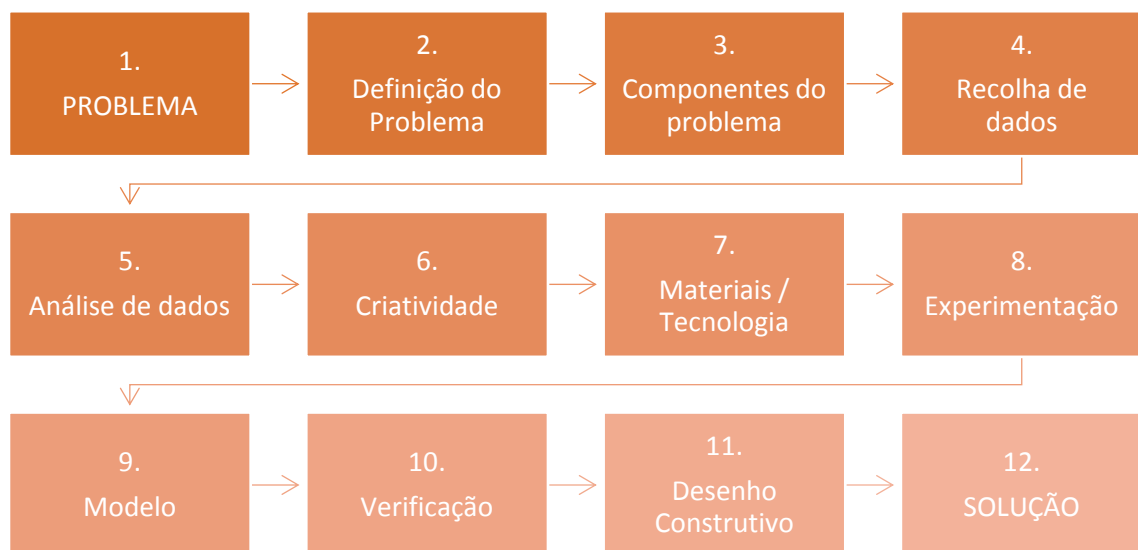 1.
PROBLEMA
2.
Definição do
Problema
3.
Componentes do
problema
4.
Recolha de
dados
5.
Análise de dados
6.
Criatividade
7.
Materiais /
Tecnologia
8.
Experimentação
9.
Modelo
10.
Verificação
11.
Desenho
Construtivo
12.
SOLUÇÃO